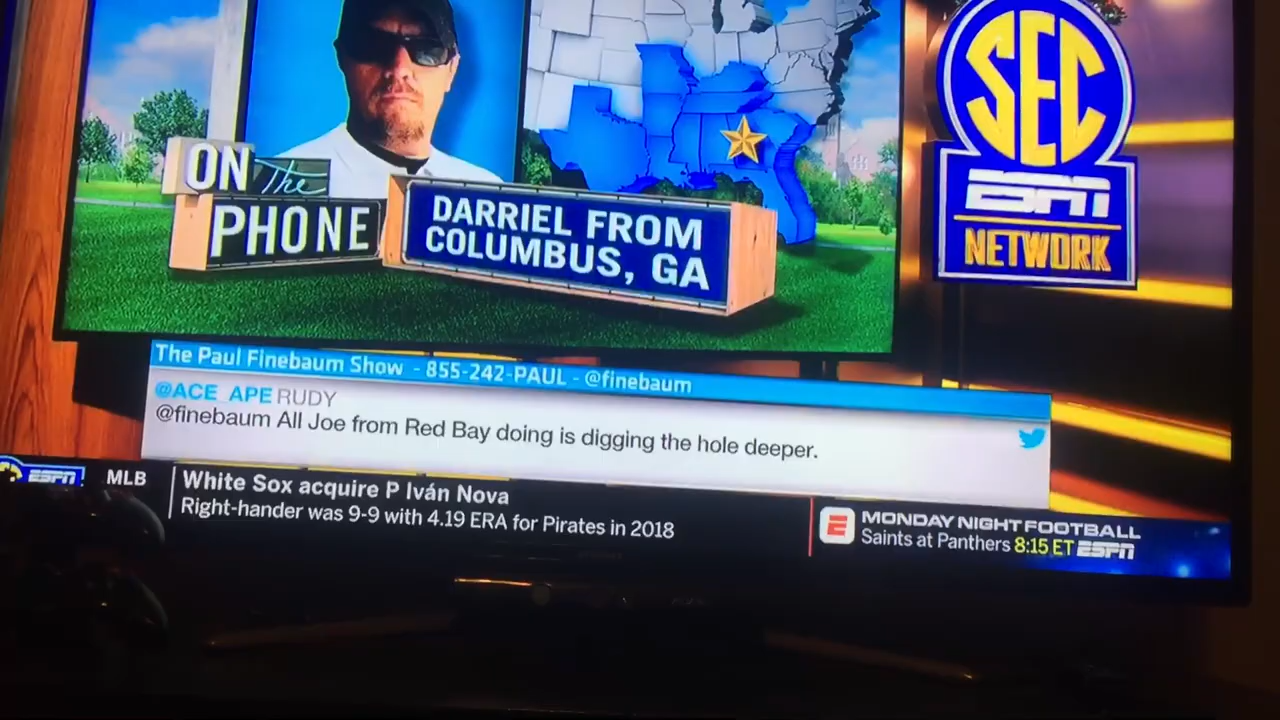 ON The
PHONE
DARRIEL FROM
COLUMBUS, GA
SEC
ESPN
NETWORK
The Paul Finebaum Show - 855-242-PAUL - @finebaum
@ACE_APE RUDY
@finebaum All Joe from Red Bay doing is digging the hole deeper.
ESPN MLB
White Sox acquire P Iván Nova
Right-hander was 9-9 with 4.19 ERA for Pirates in 2018
E MONDAY NIGHT FOOTBALL
Saints at Panthers 8:15 ET ESPN